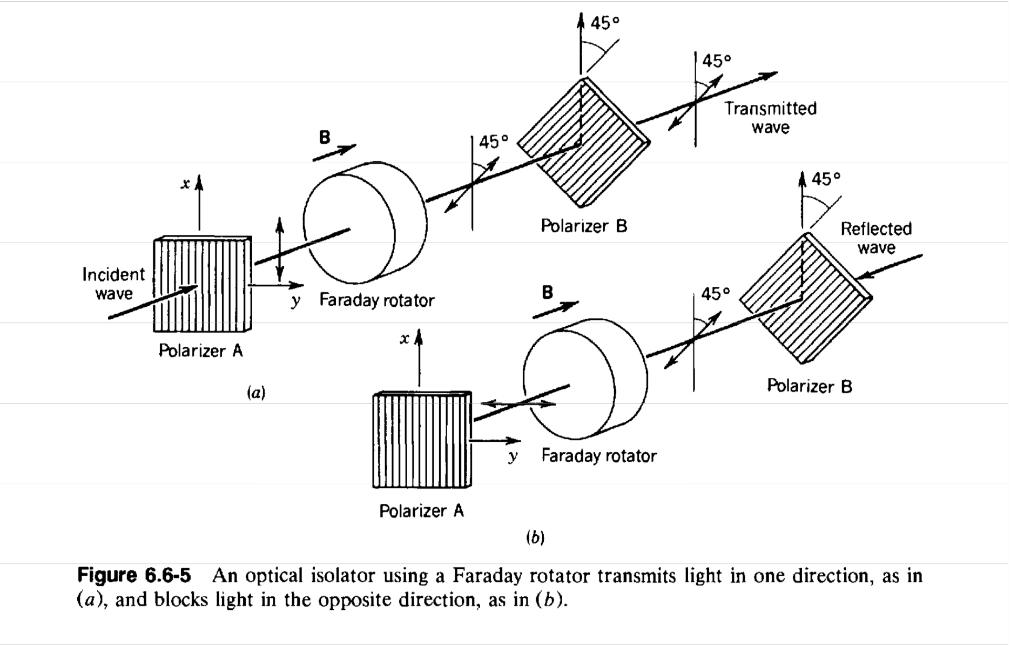 45°
45°
Transmitted
wave
B
45°
x
Polarizer B
45°
Reflected
wave
Incident
wave
y
Faraday rotator
B
45°
Polarizer A
x
Polarizer B
(a)
y
Faraday rotator
Polarizer A
(b)
Figure 6.6-5 An optical isolator using a Faraday rotator transmits light in one direction, as in
(a), and blocks light in the opposite direction, as in (b).